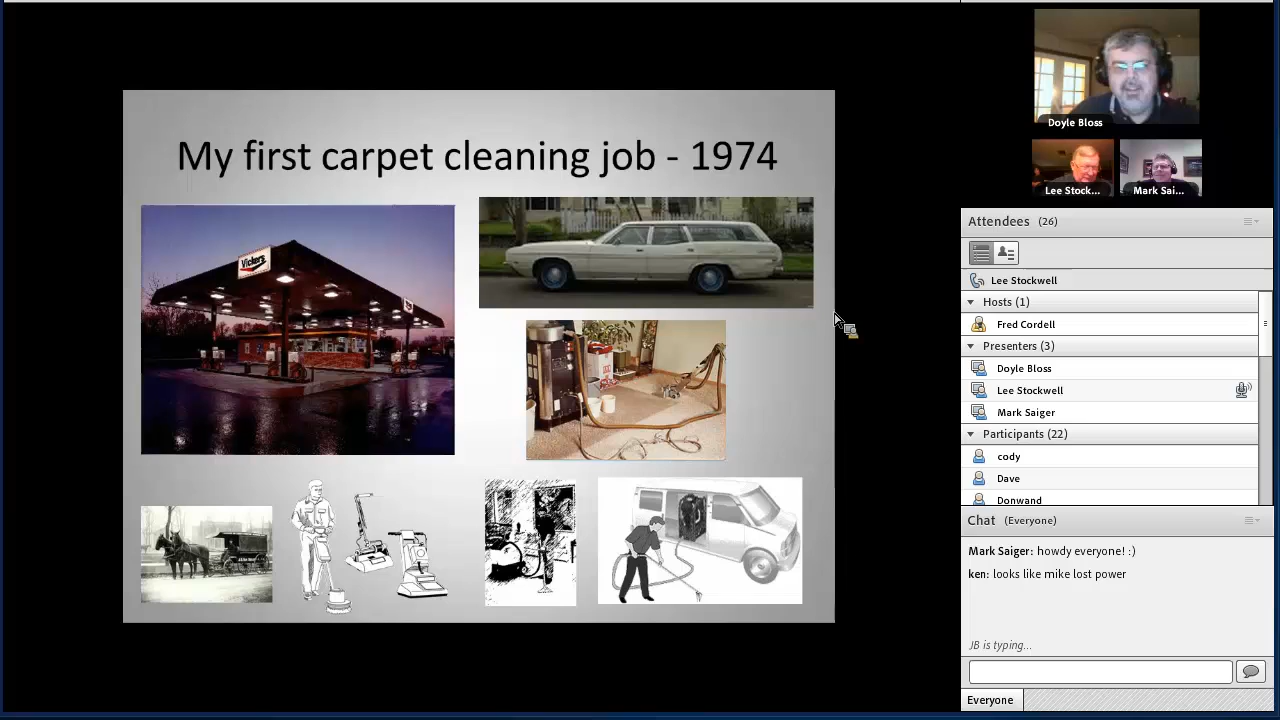 My first carpet cleaning job - 1974
Vickers
Doyle Bloss
Lee Stock...
Mark Sai...
Attendees (26)
Lee Stockwell
Hosts (1)
Fred Cordell
Presenters (3)
Doyle Bloss
Lee Stockwell
Mark Saiger
Participants (22)
cody
Dave
Donwand
Chat (Everyone)
Mark Saiger: howdy everyone! :)
ken: looks like mike lost power
JB is typing...
Everyone